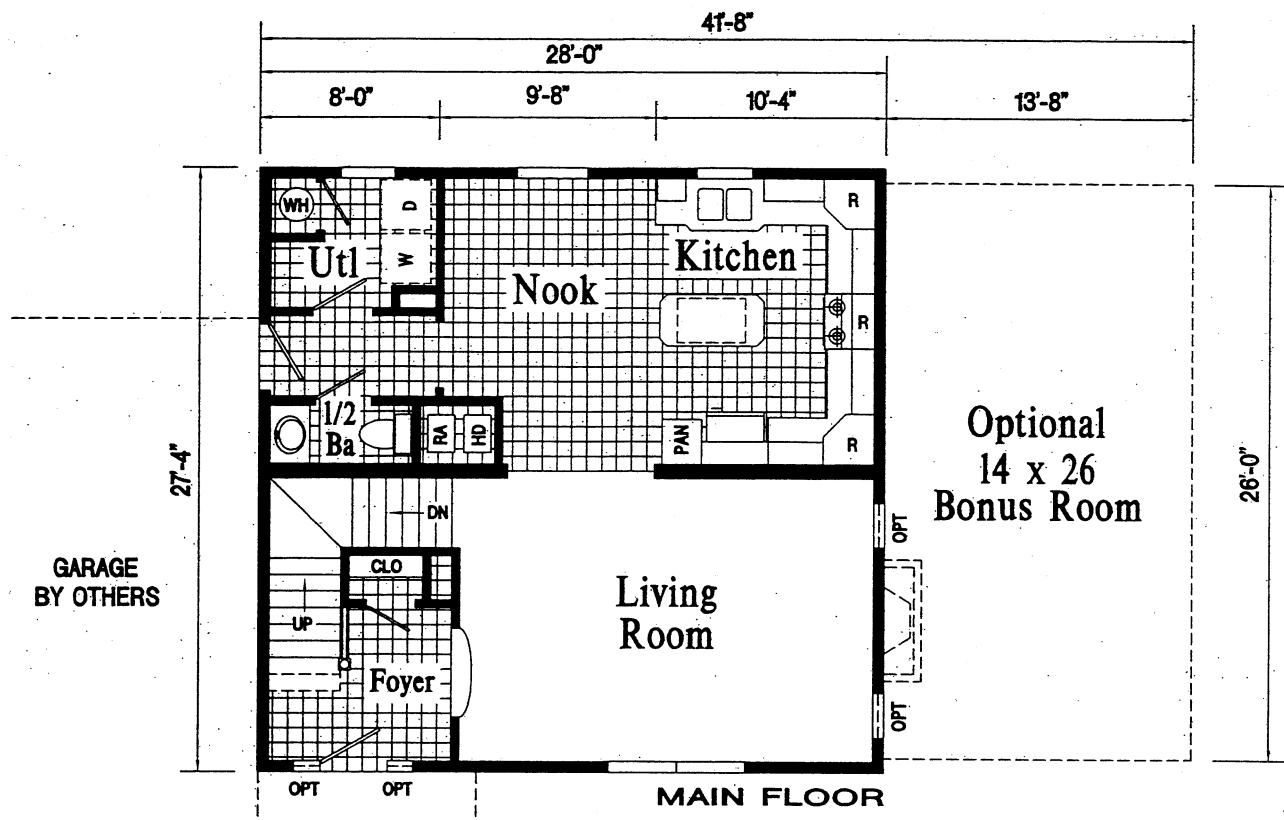 41'-8"
28'-0"
8'-0"
9'-8"
10'-4"
13'-8"
WH
D
R
Utl
W
Kitchen
Nook
R
27'-4"
1/2
Ba
RA
HD
PAN
R
Optional
14 x 26
Bonus Room
26'-0"
DN
OPT
GARAGE
BY OTHERS
CLO
Living
Room
UP
Foyer
OPT
OPT
OPT
MAIN FLOOR